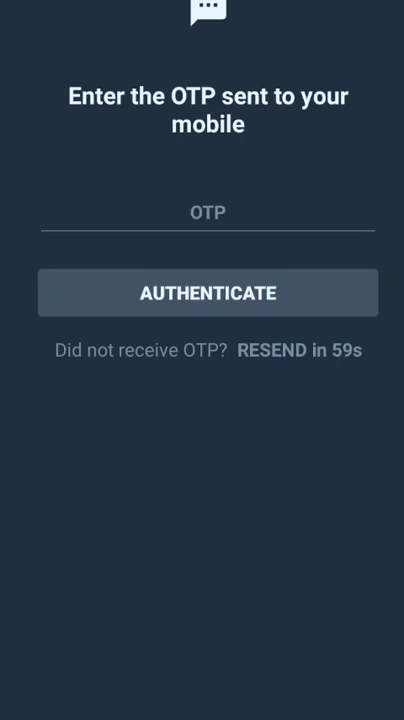 Enter the OTP sent to your
mobile
OTP
AUTHENTICATE
Did not receive OTP? RESEND in 59s